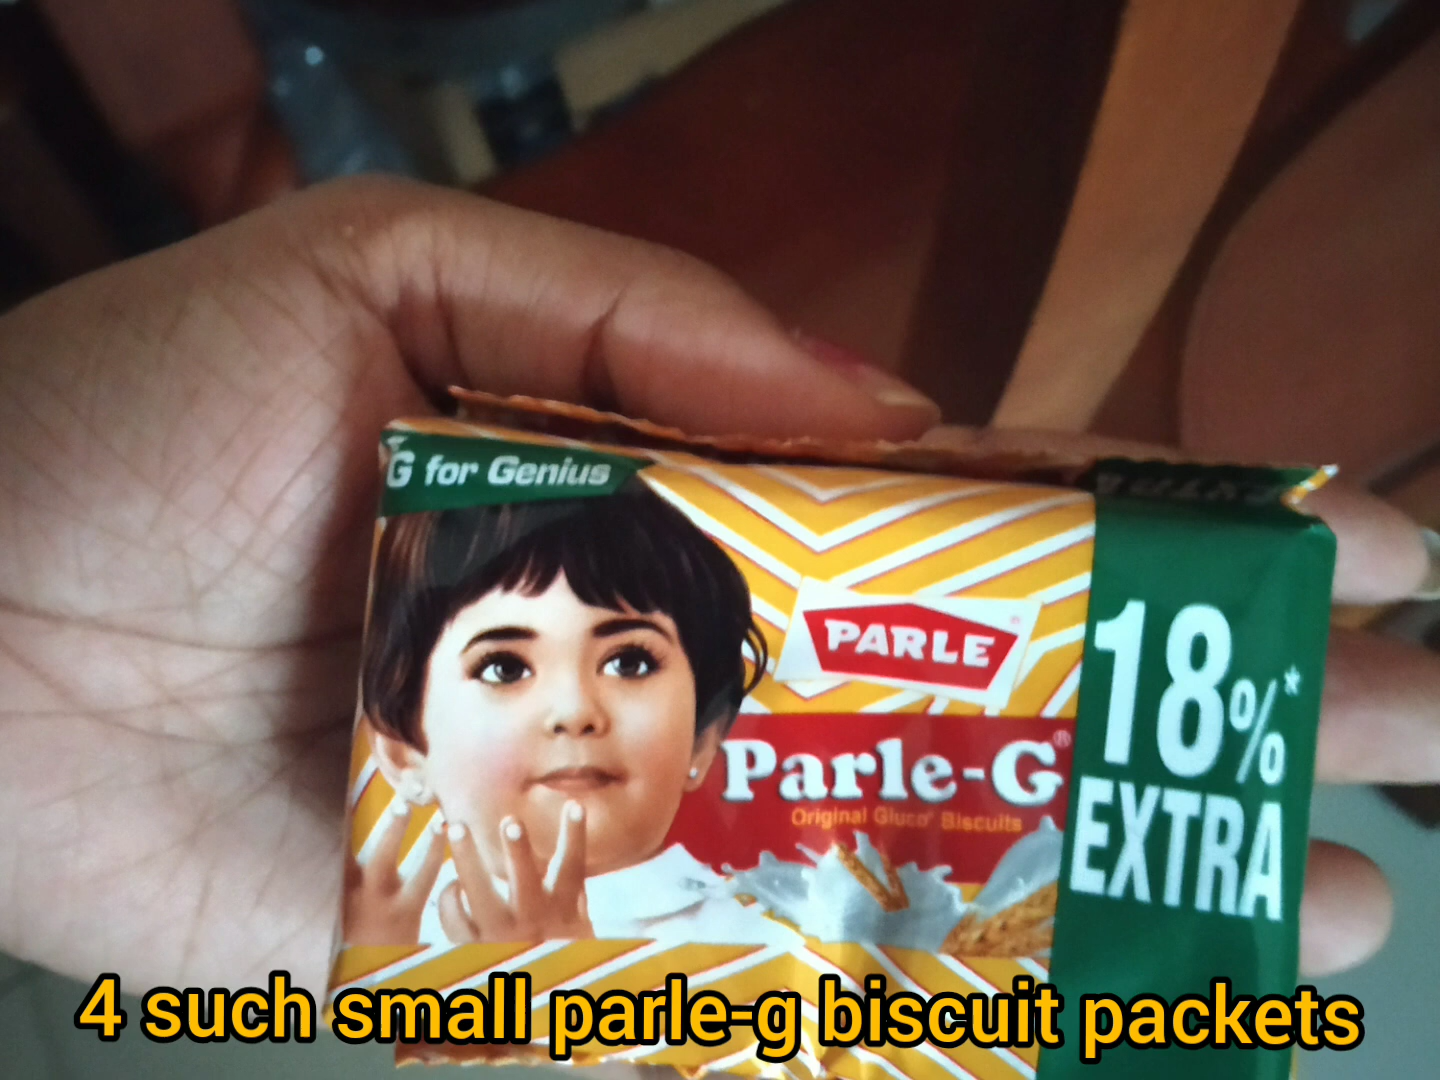 G for Genius
PARLE
Parle-G®
Original Gluco® Biscuits
18%*
EXTRA
4 such small parle-g biscuit packets